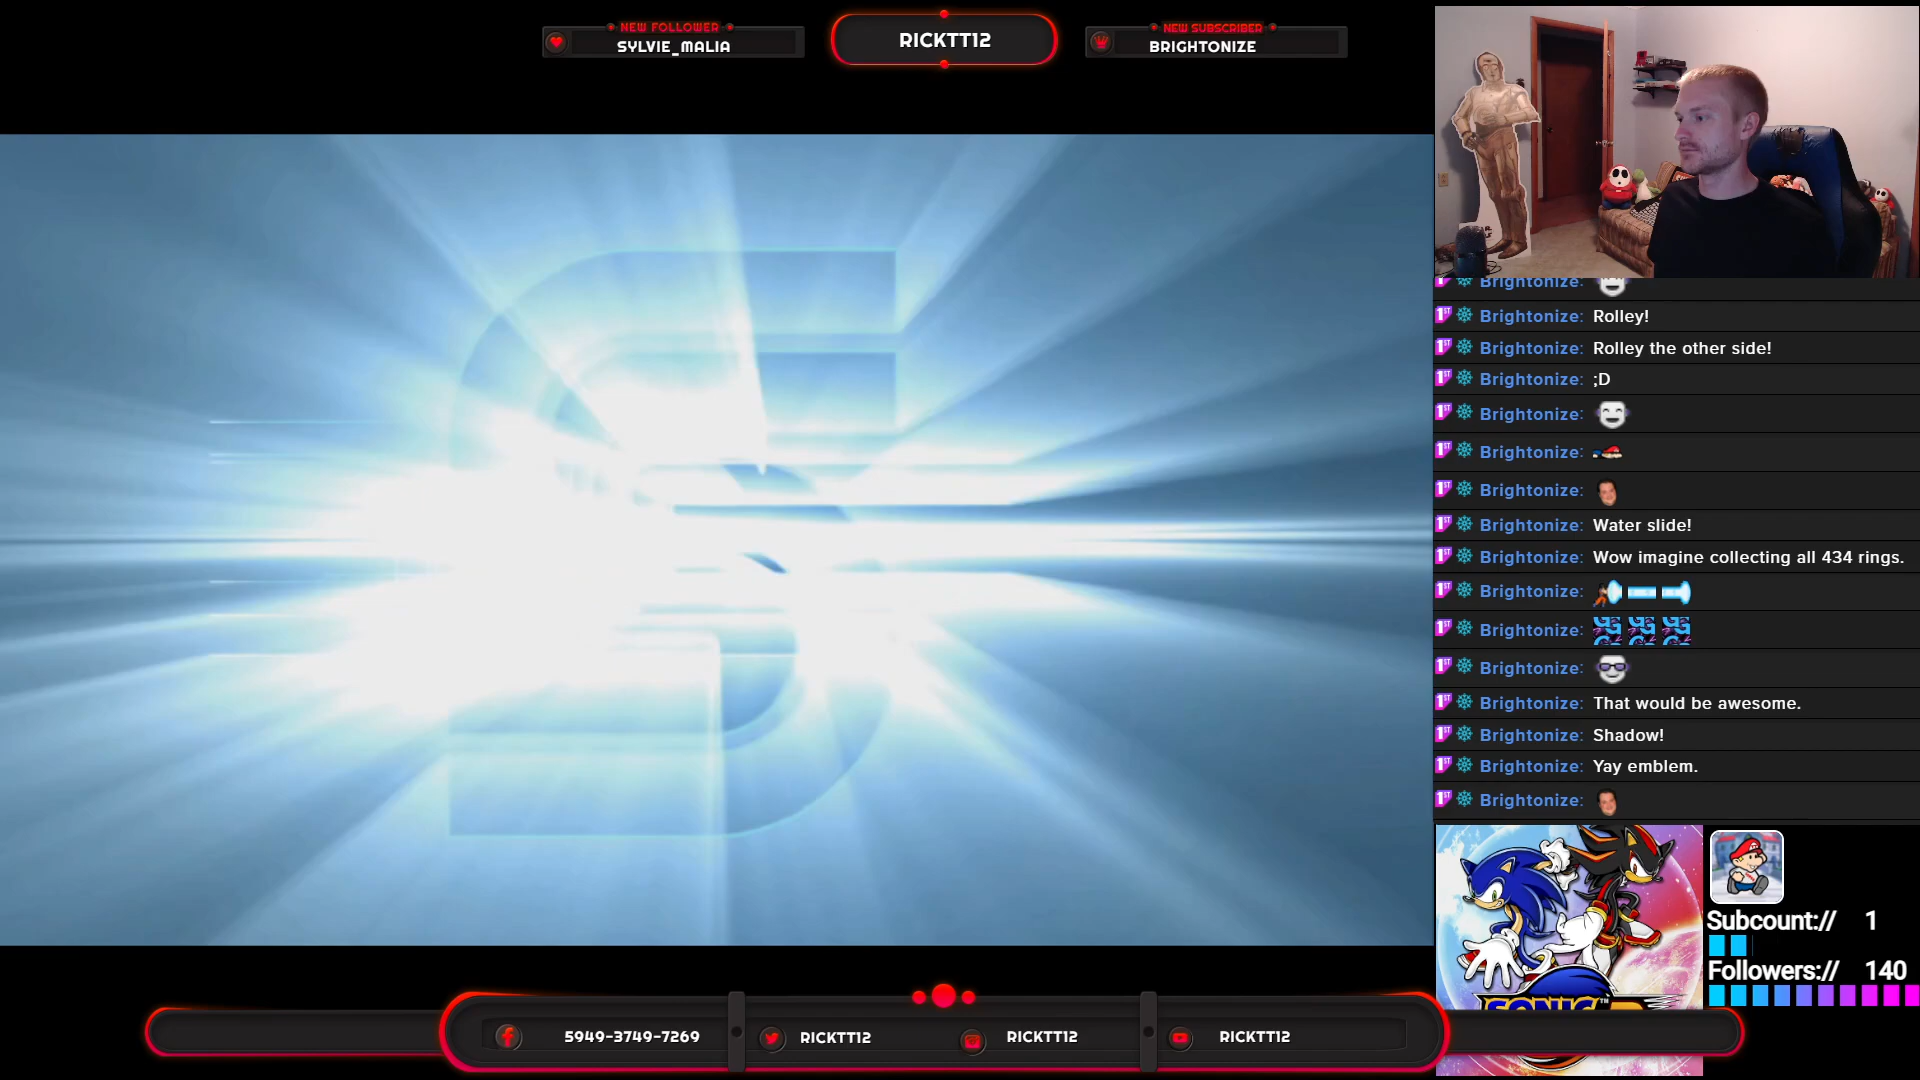 NEW FOLLOWER
SYLVIE_MALIA
RICKTT12
NEW SUBSCRIBER
BRIGHTONIZE
Brightonize:
Brightonize: Rolley!
Brightonize: Rolley the other side!
Brightonize: ;D
Brightonize:
Brightonize:
Brightonize:
Brightonize: Water slide!
Brightonize: Wow imagine collecting all 434 rings.
Brightonize:
Brightonize:
Brightonize:
Brightonize: That would be awesome.
Brightonize: Shadow!
Brightonize: Yay emblem.
Brightonize:
Subcount:// 1
Followers:// 140
SONIC
5949-3749-7269
RICKTT12
RICKTT12
RICKTT12